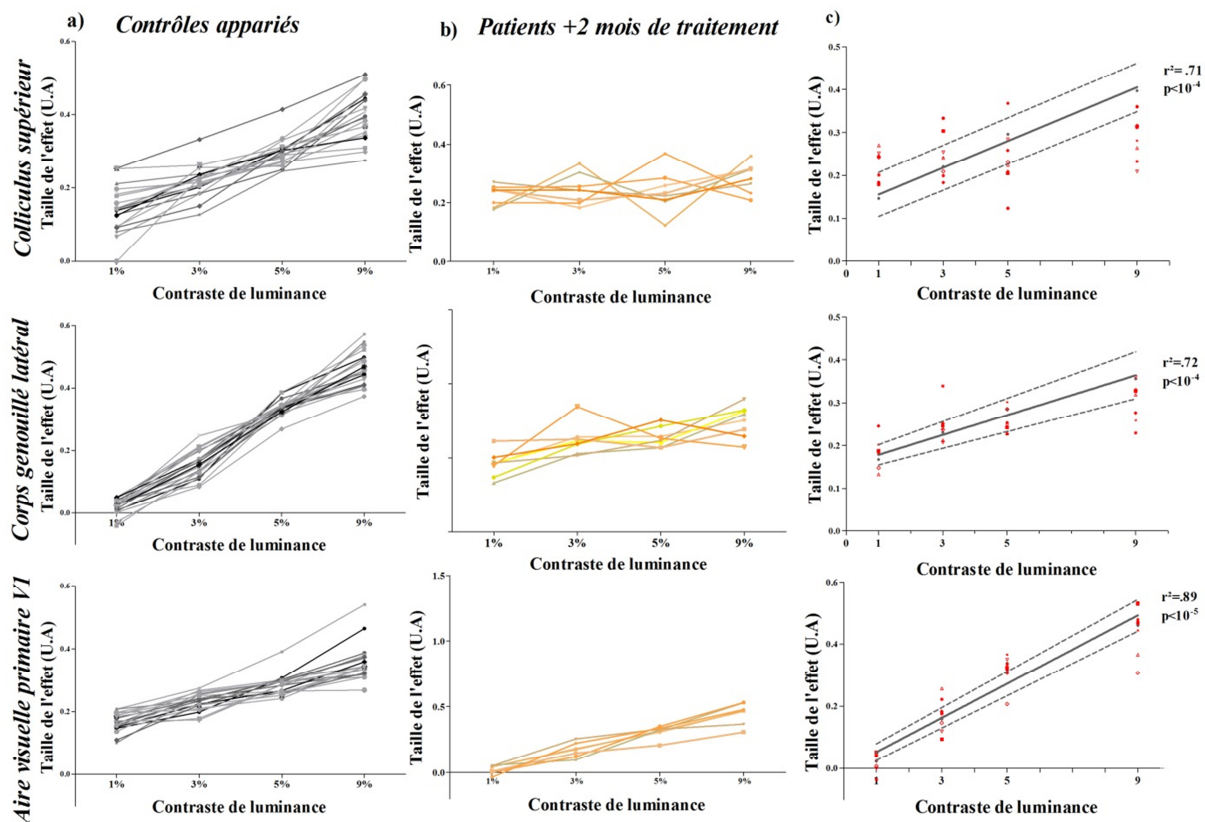 a) Contrôles appariés
b) Patients +2 mois de traitement
c)
Colliculus supérieur
Taille de l'effet (U.A)
0.6
0.4
0.2
0.0
1% 3% 5% 9%
Contraste de luminance
Taille de l'effet (U.A)
0.6
0.4
0.2
0.0
1% 3% 5% 9%
Contraste de luminance
Taille de l'effet (U.A)
0.5
0.4
0.3
0.2
0.1
0 1 3 5 9
Contraste de luminance
r²= .71
p<10⁻⁴
Corps genouillé latéral
Taille de l'effet (U.A)
0.6
0.4
0.2
0.0
1% 3% 5% 9%
Contraste de luminance
Taille de l'effet (U.A)
1% 3% 5% 9%
Contraste de luminance
Taille de l'effet (U.A)
0.5
0.4
0.3
0.2
0.1
0 1 3 5 9
Contraste de luminance
r²=.72
p<10⁻⁴
Aire visuelle primaire V1
Taille de l'effet (U.A)
0.6
0.4
0.2
0.0
1% 3% 5% 9%
Contraste de luminance
Taille de l'effet (U.A)
1.5
1.0
0.5
0.0
1% 3% 5% 9%
Contraste de luminance
Taille de l'effet (U.A)
0.6
0.4
0.2
0.0
1 3 5 9
Contraste de luminance
r²=.89
p<10⁻⁵